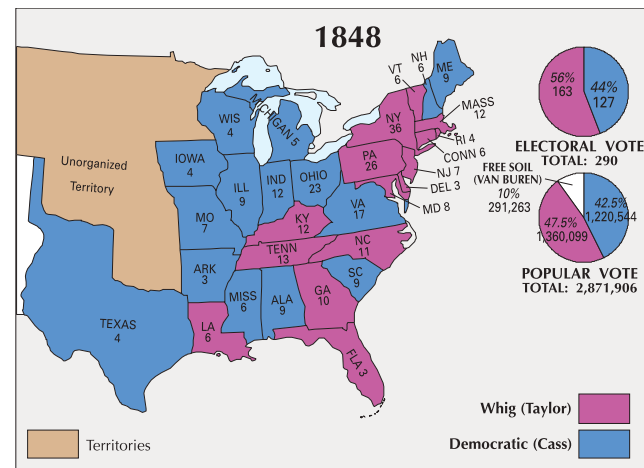 1848
NH
6
VT
6
ME
9
MASS
12
NY
36
RI 4
CONN 6
PA
26
NJ 7
DEL 3
MD 8
MICHIGAN 5
WIS
4
IOWA
4
Unorganized
Territory
ILL
9
IND
12
OHIO
23
VA
17
MO
7
KY
12
TENN
13
NC
11
SC
9
ARK
3
MISS
6
ALA
9
GA
10
TEXAS
4
LA
6
FLA 3
56%
163
44%
127
ELECTORAL VOTE
TOTAL: 290
FREE SOIL
(VAN BUREN)
10%
291,263
42.5%
1,220,544
47.5%
1,360,099
POPULAR VOTE
TOTAL: 2,871,906
Whig (Taylor)
Democratic (Cass)
Territories